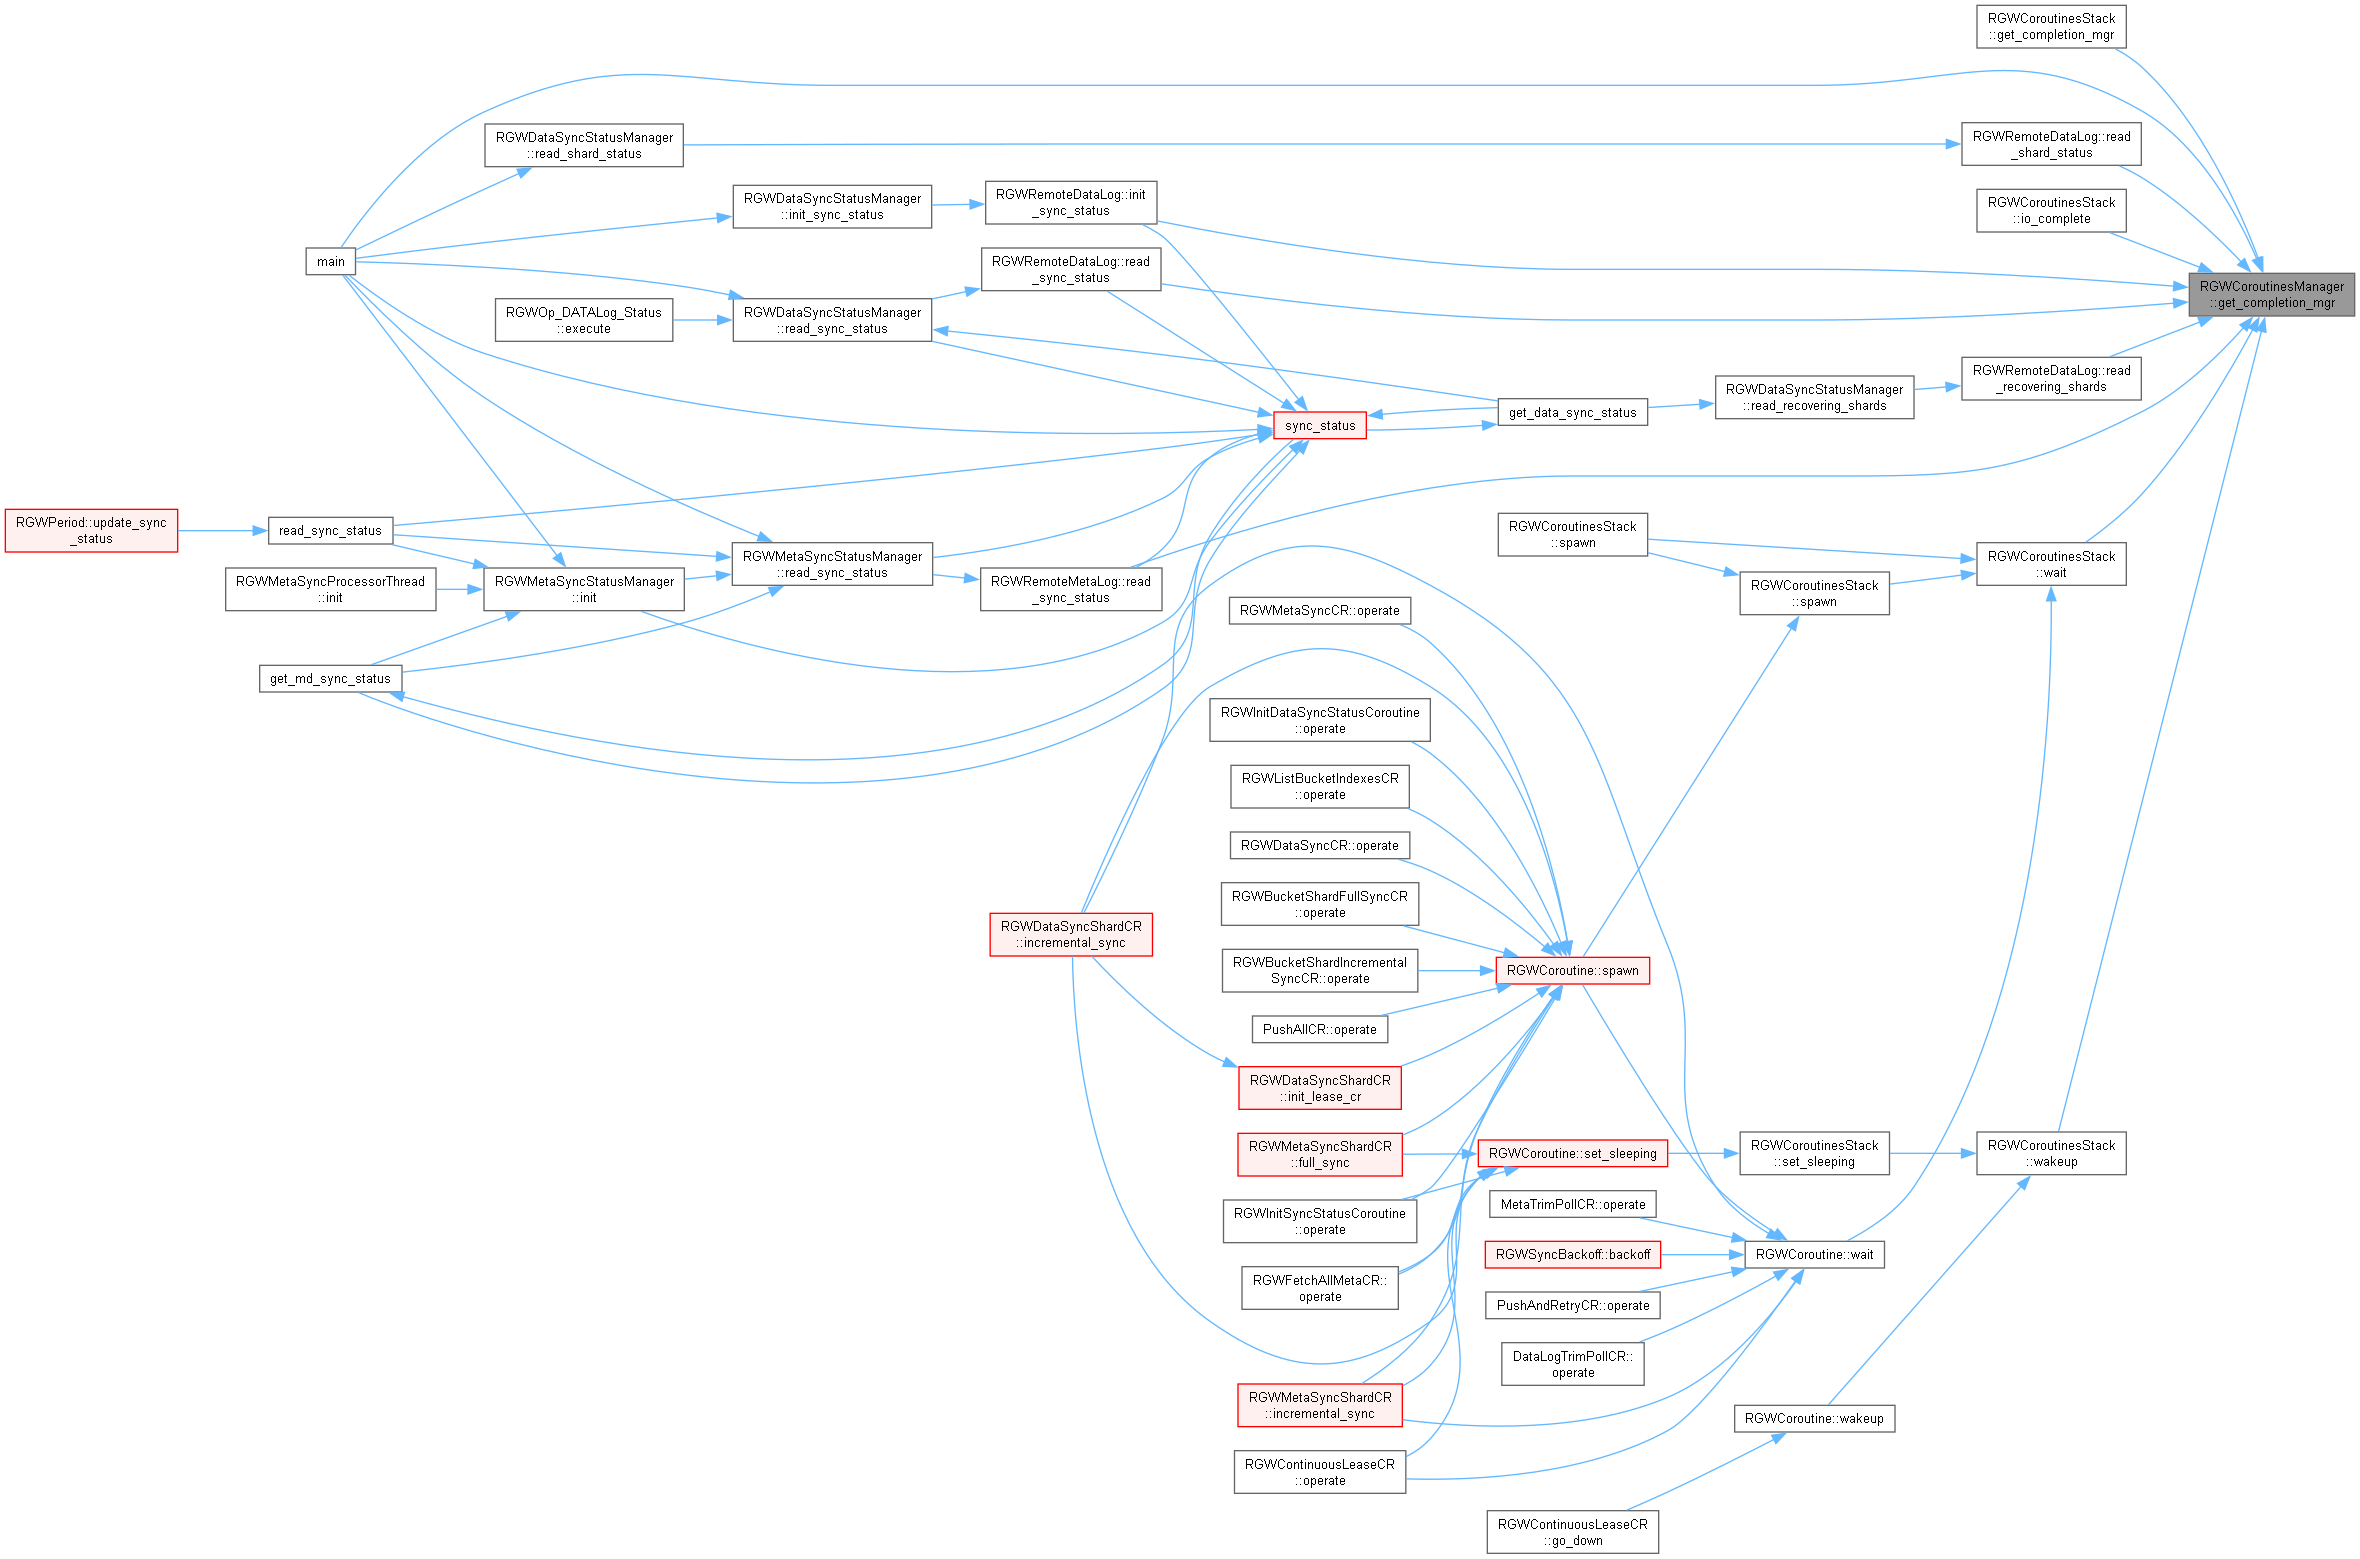 RGWCoroutinesStack
::get_completion_mgr
RGWDataSyncStatusManager
::read_shard_status
RGWRemoteDataLog::read
_shard_status
RGWDataSyncStatusManager
::init_sync_status
RGWRemoteDataLog::init
_sync_status
RGWCoroutinesStack
::io_complete
main
RGWRemoteDataLog::read
_sync_status
RGWCoroutinesManager
::get_completion_mgr
RGWOp_DATALog_Status
::execute
RGWDataSyncStatusManager
::read_sync_status
RGWRemoteDataLog::read
_recovering_shards
RGWDataSyncStatusManager
::read_recovering_shards
get_data_sync_status
sync_status
RGWPeriod::update_sync
_status
read_sync_status
RGWCoroutinesStack
::spawn
RGWMetaSyncStatusManager
::read_sync_status
RGWCoroutinesStack
::wait
RGWMetaSyncProcessorThread
::init
RGWMetaSyncStatusManager
::init
RGWRemoteMetaLog::read
_sync_status
RGWCoroutinesStack
::spawn
RGWMetaSyncCR::operate
get_md_sync_status
RGWInitDataSyncStatusCoroutine
::operate
RGWListBucketIndexesCR
::operate
RGWDataSyncCR::operate
RGWBucketShardFullSyncCR
::operate
RGWDataSyncShardCR
::incremental_sync
RGWBucketShardIncremental
SyncCR::operate
RGWCoroutine::spawn
PushAllCR::operate
RGWDataSyncShardCR
::init_lease_cr
RGWMetaSyncShardCR
::full_sync
RGWCoroutine::set_sleeping
RGWCoroutinesStack
::set_sleeping
RGWCoroutinesStack
::wakeup
RGWInitSyncStatusCoroutine
::operate
MetaTrimPollCR::operate
RGWSyncBackoff::backoff
RGWCoroutine::wait
RGWFetchAllMetaCR::
operate
PushAndRetryCR::operate
DataLogTrimPollCR::
operate
RGWMetaSyncShardCR
::incremental_sync
RGWCoroutine::wakeup
RGWContinuousLeaseCR
::operate
RGWContinuousLeaseCR
::go_down